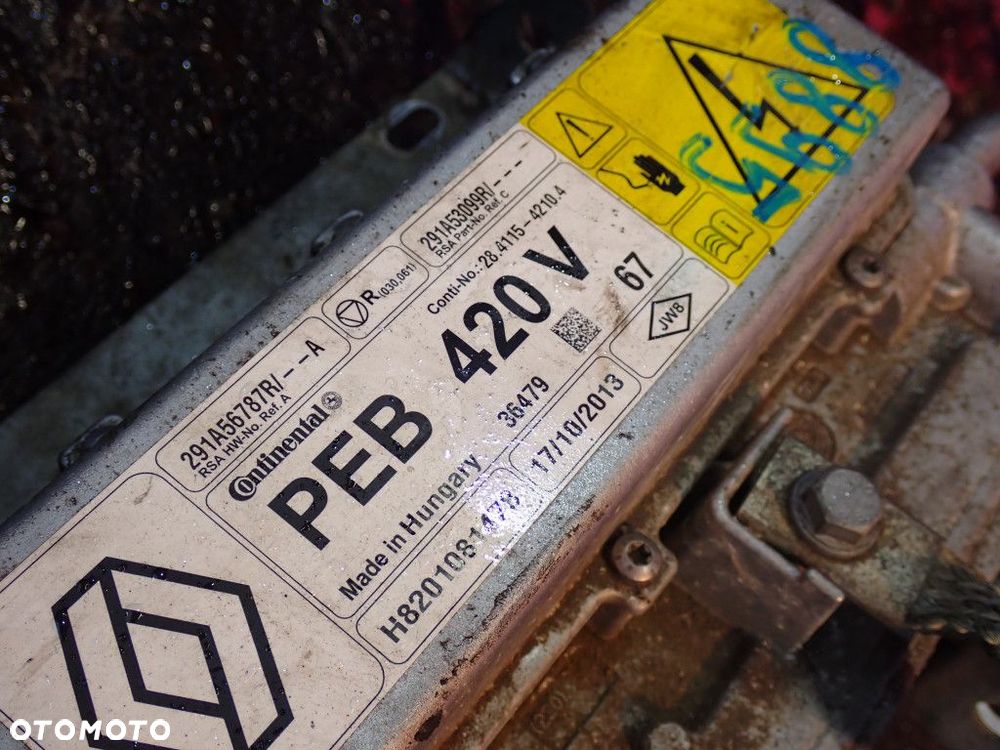 291A56787R/--A
RSA HW-No. Ref. A
R (030,061)
291A53099R/---
RSA Part-No. Ref. C
Continental
Conti-No.: 28.4115-4210.4
PEB 420 V
Made in Hungary 36479 67
H8201081478 17/10/2013 JW8
OTOMOTO